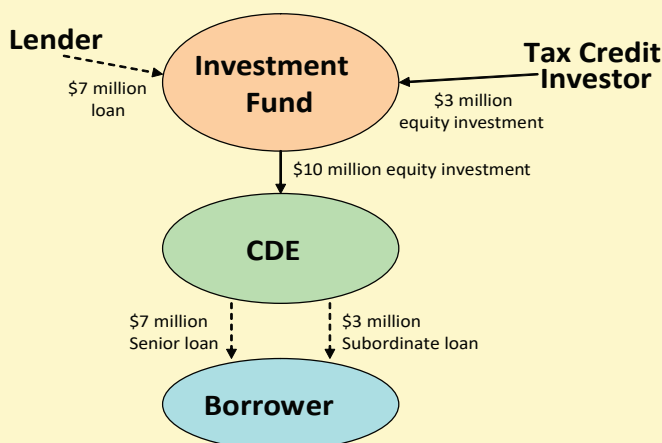 Lender
$7 million
loan
Investment
Fund
Tax Credit
Investor
$3 million
equity investment
$10 million equity investment
CDE
$7 million
Senior loan
$3 million
Subordinate loan
Borrower